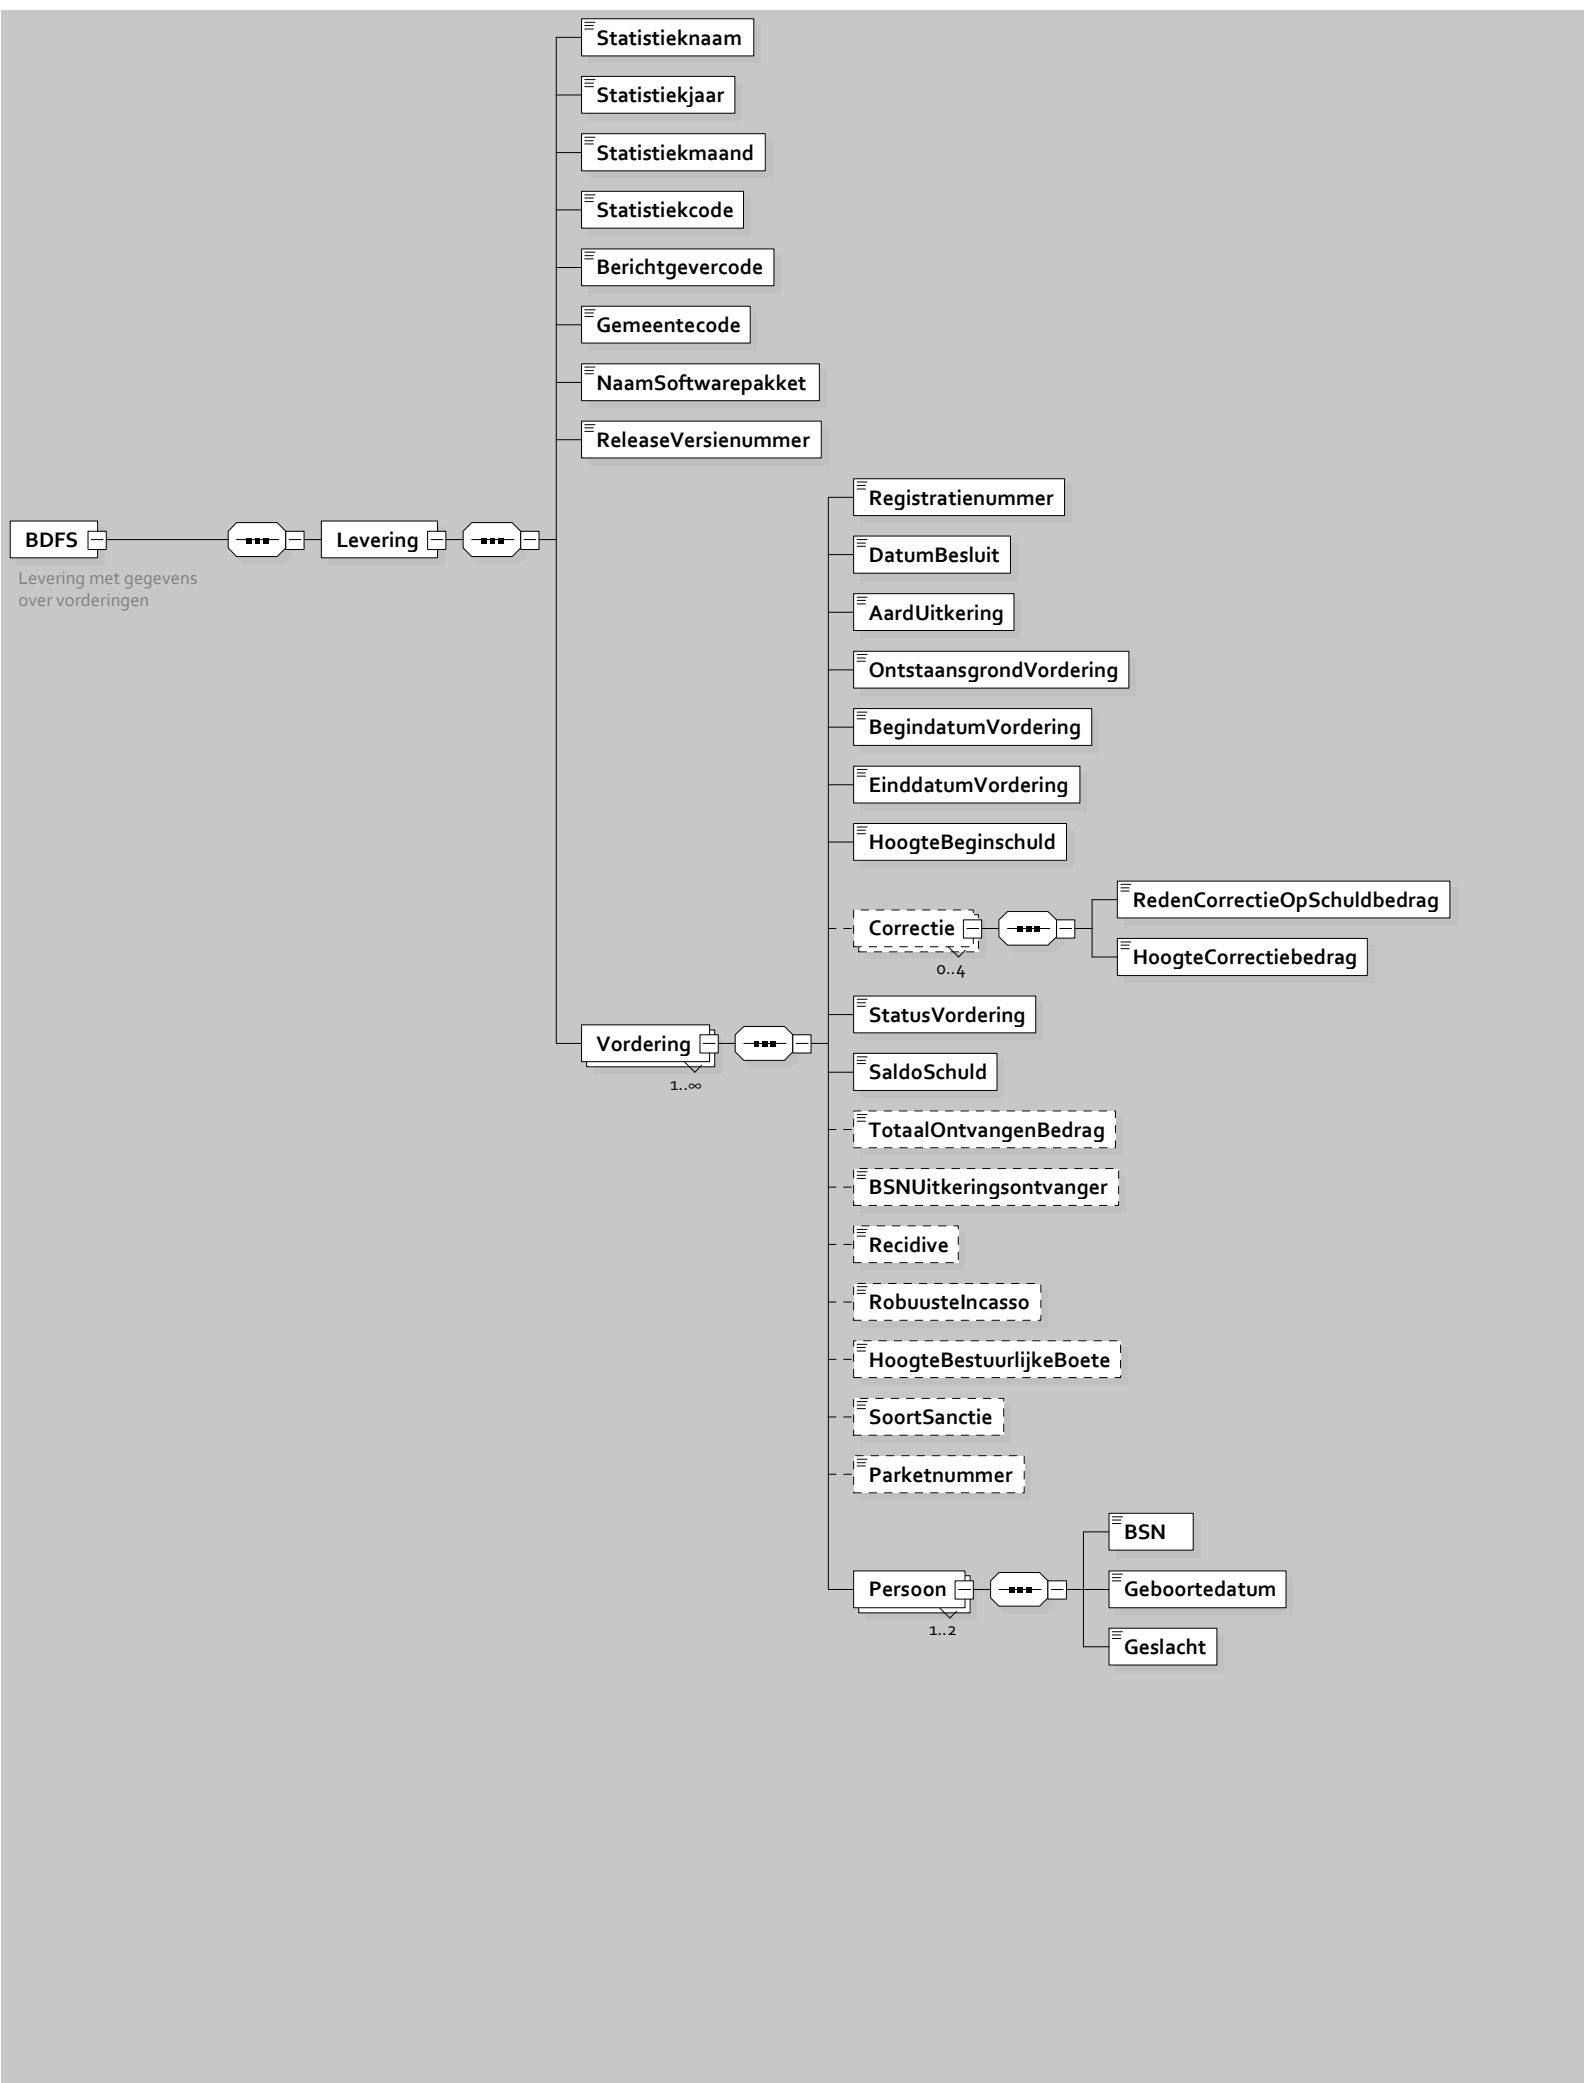 Statistieknaam
Statistiekjaar
Statistiekmaand
Statistiekcode
Berichtgevercode
Gemeentecode
NaamSoftwarepakket
ReleaseVersienummer
BDFS
Levering met gegevens
over vorderingen
Levering
Vordering
1..∞
Registratienummer
DatumBesluit
AardUitkering
OntstaansgrondVordering
BegindatumVordering
EinddatumVordering
HoogteBeginschuld
Correctie
0..4
RedenCorrectieOpSchuldbedrag
HoogteCorrectiebedrag
StatusVordering
SaldoSchuld
TotaalOntvangenBedrag
BSNUitkeringsontvanger
Recidive
RobuusteIncasso
HoogteBestuurlijkeBoete
SoortSanctie
Parketnummer
Persoon
1..2
BSN
Geboortedatum
Geslacht